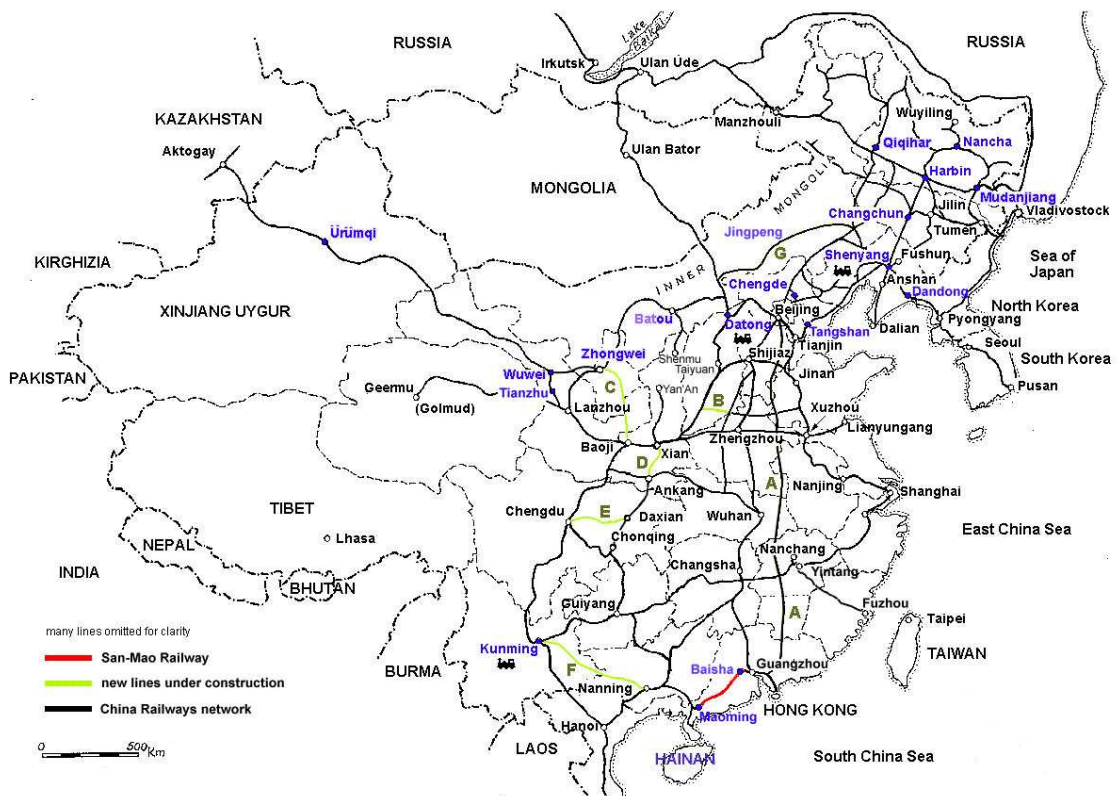 RUSSIA
RUSSIA
Lake
Baikal
Irkutsk
Ulan Üde
KAZAKHSTAN
Aktogay
Manzhouli
Wuyiling
Qiqihar
Nancha
Ulan Bator
Harbin
MONGOLIA
MONGOLIA
Mudanjiang
Changchun
Jilin
Vladivostock
Tumen
Ürümqi
Jingpeng
G
Shenyang
Fushun
Sea of
Japan
KIRGHIZIA
INNER
Chengde
Anshan
Dandong
XINJIANG UYGUR
Beijing
North Korea
Batou
Datong
Tangshan
Dalian
Pyongyang
Tianjin
Seoul
Zhongwei
Shenmu
Taiyuan
Shijiaz
South Korea
PAKISTAN
Wuwei
Jinan
Tianzhu
Geermu
(Golmud)
C
Yan'An
B
Pusan
Lanzhou
Xuzhou
Lianyungang
Baoji
Zhengzhou
Xian
D
A
Ankang
Nanjing
Shanghai
TIBET
Chengdu
E
Daxian
Wuhan
East China Sea
Lhasa
Chonqing
NEPAL
Nanchang
Changsha
Yintang
INDIA
BHUTAN
Guiyang
A
Fuzhou
Taipei
many lines omitted for clarity
Kunming
TAIWAN
San-Mao Railway
BURMA
F
Baisha
Guangzhou
new lines under construction
Nanning
China Railways network
HONG KONG
Maoming
Hanoi
0 500 Km
LAOS
HAINAN
South China Sea